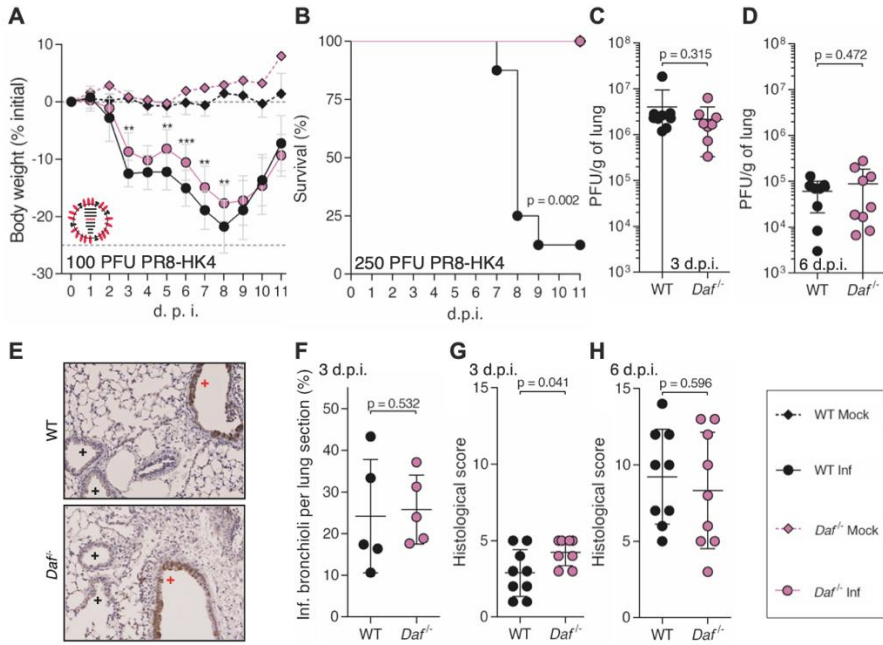 A
Body weight (% initial)
10
0
-10
-20
-30
**
**
***
**
**
100 PFU PR8-HK4
0 1 2 3 4 5 6 7 8 9 10 11
d. p. i.
B
Survival (%)
100
75
50
25
0
p = 0.002
250 PFU PR8-HK4
0 1 2 3 4 5 6 7 8 9 11
d.p.i.
C
PFU/g of lung
p = 0.315
10⁸
10⁷
10⁶
10⁵
10⁴
10³
3 d.p.i.
WT Daf⁻/⁻
D
PFU/g of lung
p = 0.472
10⁸
10⁷
10⁶
10⁵
10⁴
10³
6 d.p.i.
WT Daf⁻/⁻
E
WT
+
+
+
Daf⁻/⁻
+
+
+
F
3 d.p.i.
Inf. bronchioli per lung section (%)
p = 0.532
60
50
40
30
20
10
0
WT Daf⁻/⁻
G
3 d.p.i.
Histological score
p = 0.041
15
10
5
0
WT Daf⁻/⁻
H
6 d.p.i.
Histological score
p = 0.596
15
10
5
0
WT Daf⁻/⁻
WT Mock
WT Inf
Daf⁻/⁻ Mock
Daf⁻/⁻ Inf